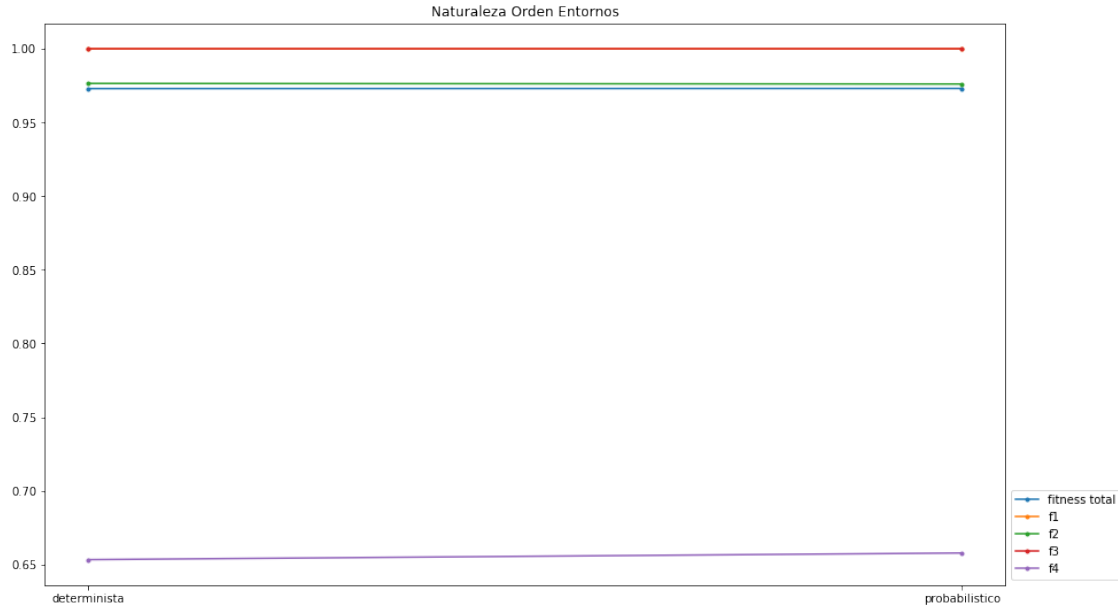 Naturaleza Orden Entornos
1.00
0.95
0.90
0.85
0.80
0.75
0.70
0.65
determinista
probabilistico
fitness total
f1
f2
f3
f4